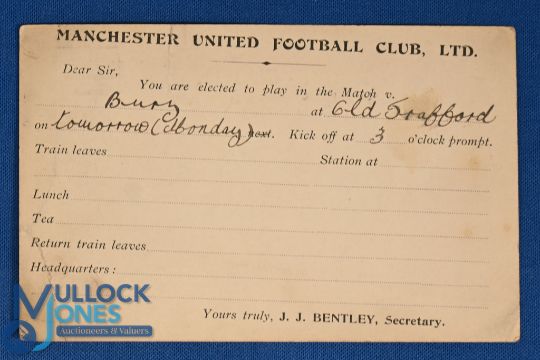 MANCHESTER UNITED FOOTBALL CLUB, LTD.
Dear Sir,
You are elected to play in the Match v.
Bury at Old Trafford
on tomorrow (Monday) next. Kick off at 3 o'clock prompt.
Train leaves Station at
Lunch
Tea
Return train leaves
Headquarters:
Yours truly, J. J. BENTLEY, Secretary.
MULLOCK
JONES
Auctioneers & Valuers